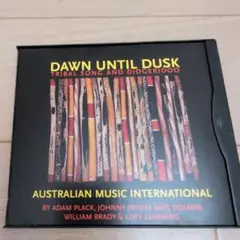 DAWN UNTIL DUSK
TRIBAL SONG AND DIDGERIDOO
AUSTRALIAN MUSIC INTERNATIONAL
BY ADAM PLACK, JOHNNY
WILLIAM BRADY &